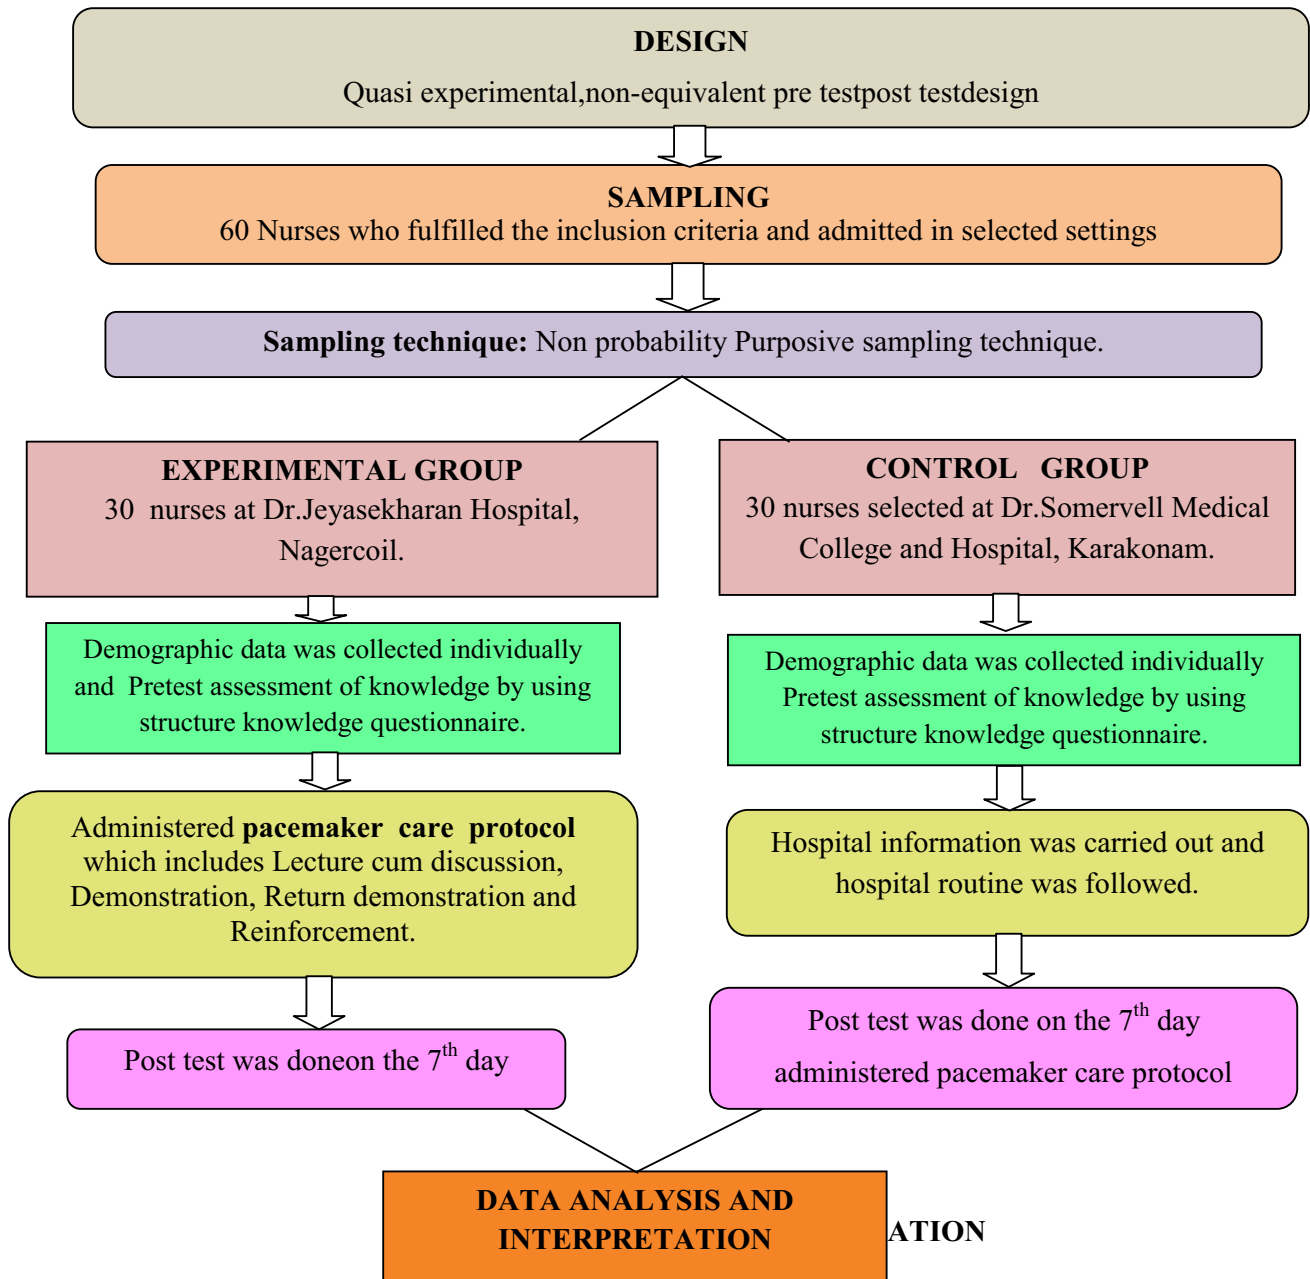 DESIGN
Quasi experimental,non-equivalent pre testpost testdesign
SAMPLING
60 Nurses who fulfilled the inclusion criteria and admitted in selected settings
Sampling technique: Non probability Purposive sampling technique.
EXPERIMENTAL GROUP
30 nurses at Dr.Jeyasekharan Hospital,
Nagercoil.
CONTROL GROUP
30 nurses selected at Dr.Somervell Medical
College and Hospital, Karakonam.
Demographic data was collected individually
and Pretest assessment of knowledge by using
structure knowledge questionnaire.
Demographic data was collected individually
Pretest assessment of knowledge by using
structure knowledge questionnaire.
Administered pacemaker care protocol
which includes Lecture cum discussion,
Demonstration, Return demonstration and
Reinforcement.
Hospital information was carried out and
hospital routine was followed.
Post test was doneon the 7th day
Post test was done on the 7th day
administered pacemaker care protocol
DATA ANALYSIS AND
INTERPRETATION
ATION